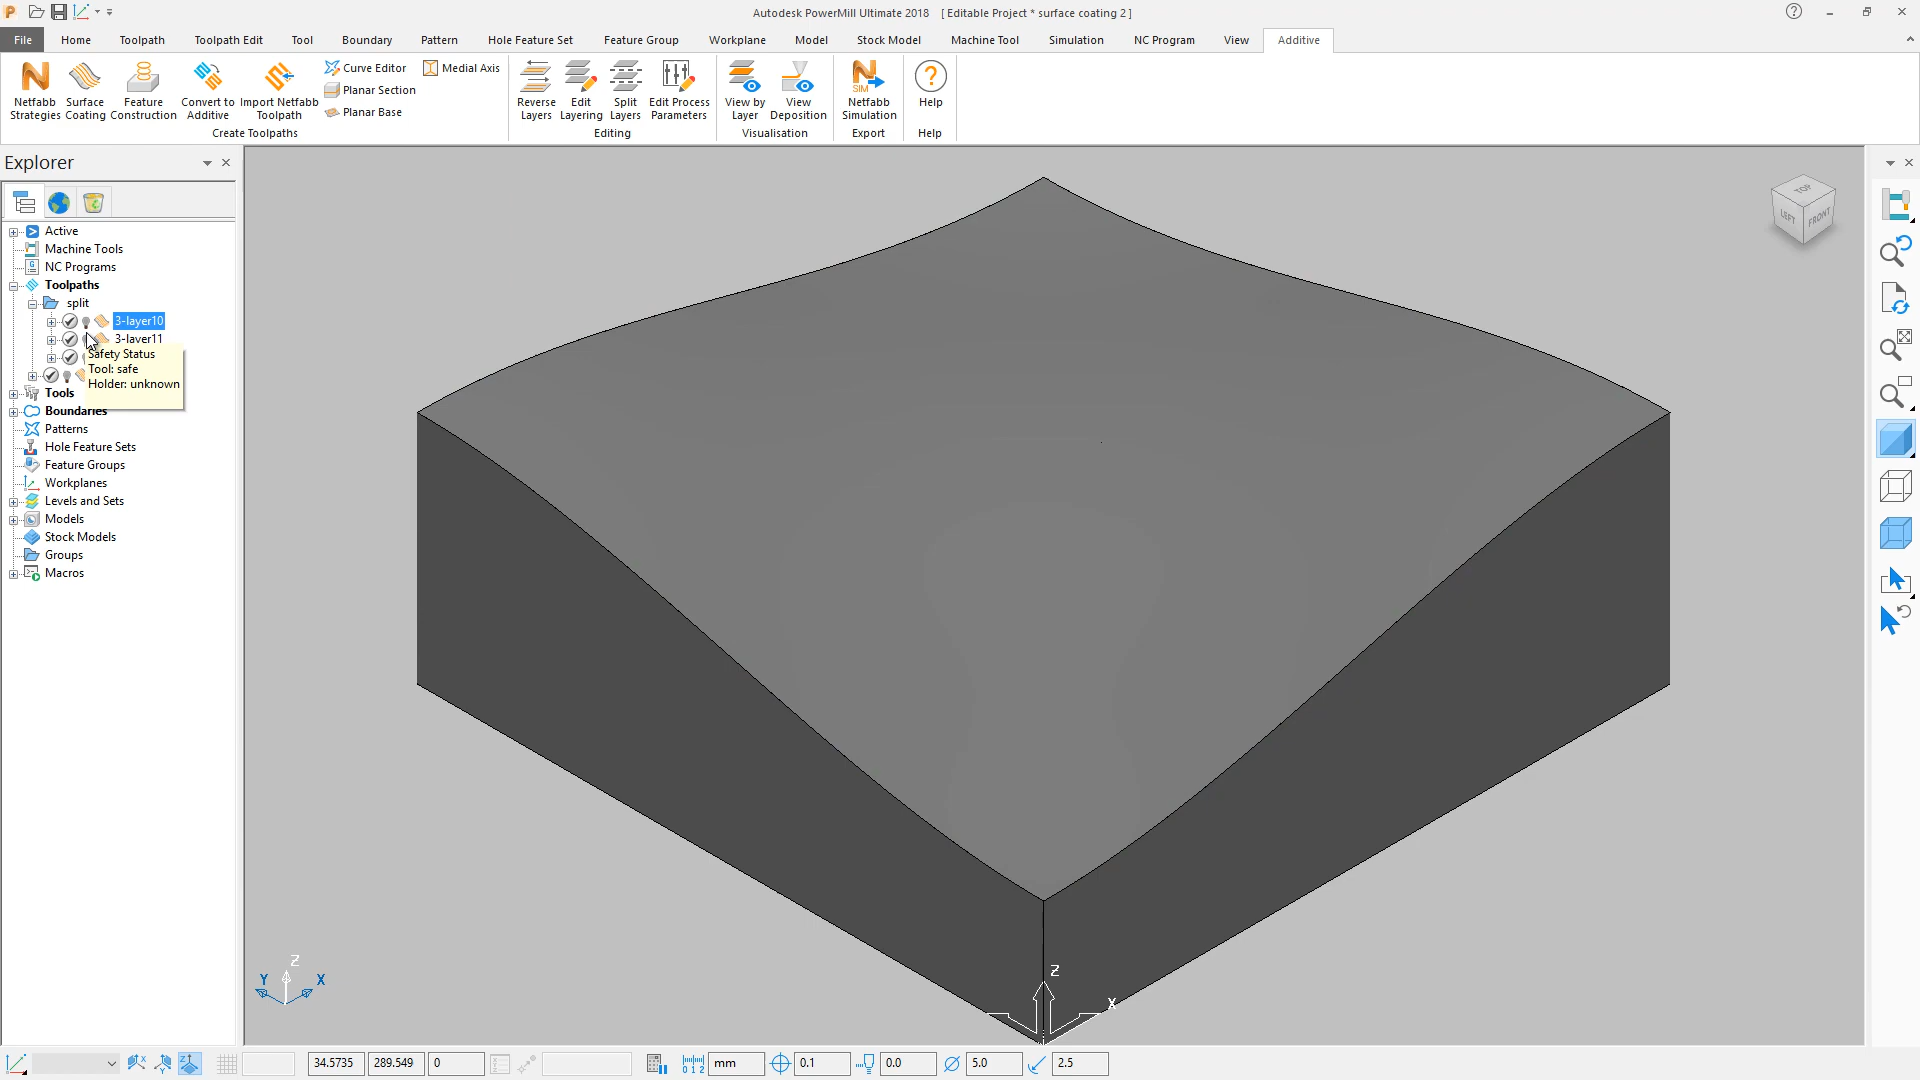 Autodesk PowerMill Ultimate 2018 [ Editable Project * surface coating 2 ]
File Home Toolpath Toolpath Edit Tool Boundary Pattern Hole Feature Set Feature Group Workplane Model Stock Model Machine Tool Simulation NC Program View Additive
Netfabb Strategies
Surface Coating
Feature Construction
Convert to Additive
Import Netfabb Toolpath
Curve Editor
Planar Section
Planar Base
Medial Axis
Reverse Layers
Edit Layering
Split Layers
Edit Process Parameters
View by Layer
View Deposition
Netfabb Simulation
Help
Create Toolpaths Editing Visualisation Export Help
Explorer
Active
Machine Tools
NC Programs
Toolpaths
split
3-layer10
3-layer11
Safety Status
Tool: safe
Holder: unknown
Tools
Boundaries
Patterns
Hole Feature Sets
Feature Groups
Workplanes
Levels and Sets
Models
Stock Models
Groups
Macros
TOP
LEFT FRONT
Z
Y X
Z
X
34.5735 289.549 0 mm 0.1 0.0 5.0 2.5